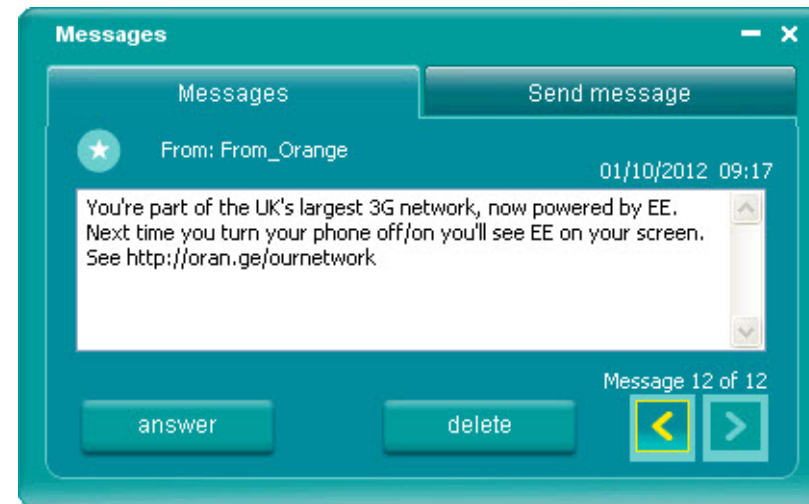 Messages
Messages
Send message
From: From_Orange
01/10/2012 09:17
You're part of the UK's largest 3G network, now powered by EE.
Next time you turn your phone off/on you'll see EE on your screen.
See http://oran.ge/ournetwork
Message 12 of 12
answer
delete